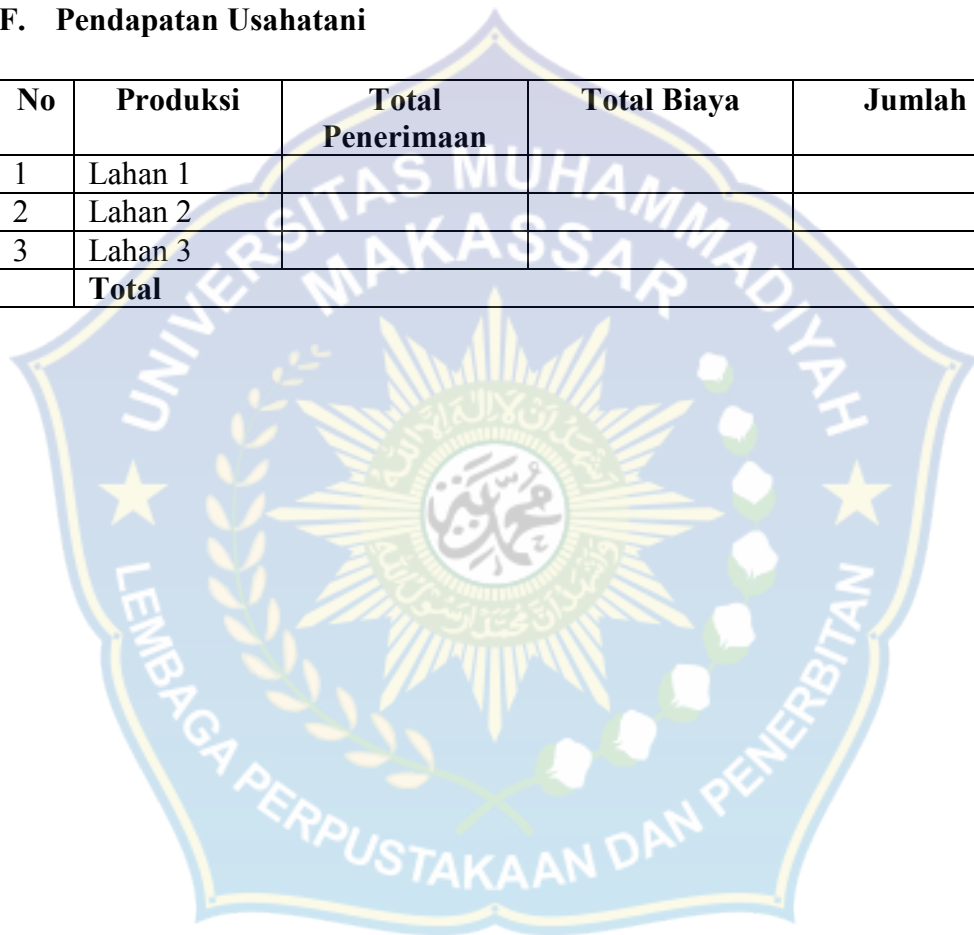 F. Pendapatan Usahatani
No Produksi Total Penerimaan Total Biaya Jumlah
1 Lahan 1
2 Lahan 2
3 Lahan 3
Total
UNIVERSITAS MUHAMMADIYAH
MAKASSAR
محمدية
LEMBAGA PERPUSTAKAAN DAN PENERBITAN